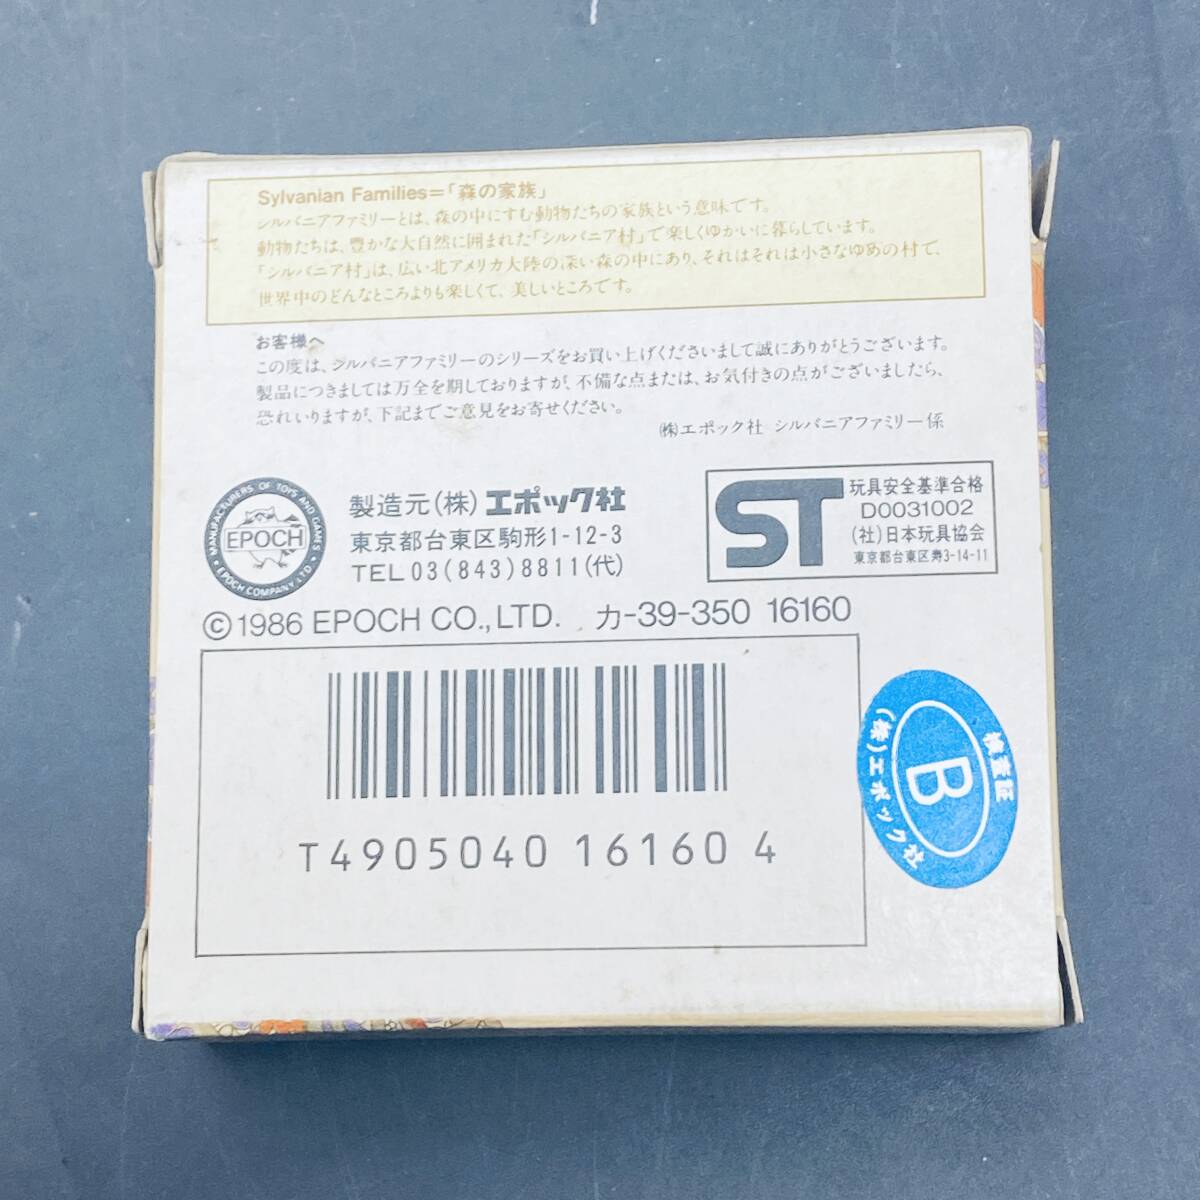 Sylvanian Families=「森の家族」
シルバニアファミリーとは、森の中にすむ動物たちの家族という意味です。
動物たちは、豊かな大自然に囲まれた「シルバニア村」で楽しくゆかいに暮らしています。
「シルバニア村」は、広い北アメリカ大陸の深い森の中にあり、それはそれは小さなゆめの村で、
世界中のどんなところよりも楽しくて、美しいところです。
お客様へ
この度は、シルバニアファミリーのシリーズをお買い上げくださいまして誠にありがとうございます。
製品につきましては万全を期しておりますが、不備な点または、お気付きの点がございましたら、
恐れいりますが、下記までご意見をお寄せください。
㈱エポック社 シルバニアファミリー係
MANUFACTURERS OF TOYS AND GAMES
EPOCH
EPOCH COMPANY LTD.
製造元(株)エポック社
東京都台東区駒形1-12-3
TEL 03(843)8811(代)
ST
玩具安全基準合格
D0031002
(社)日本玩具協会
東京都台東区寿3-14-11
©1986 EPOCH CO., LTD. カ-39-350 16160
T4905040 16160 4
検査証
B
(株)エポック社